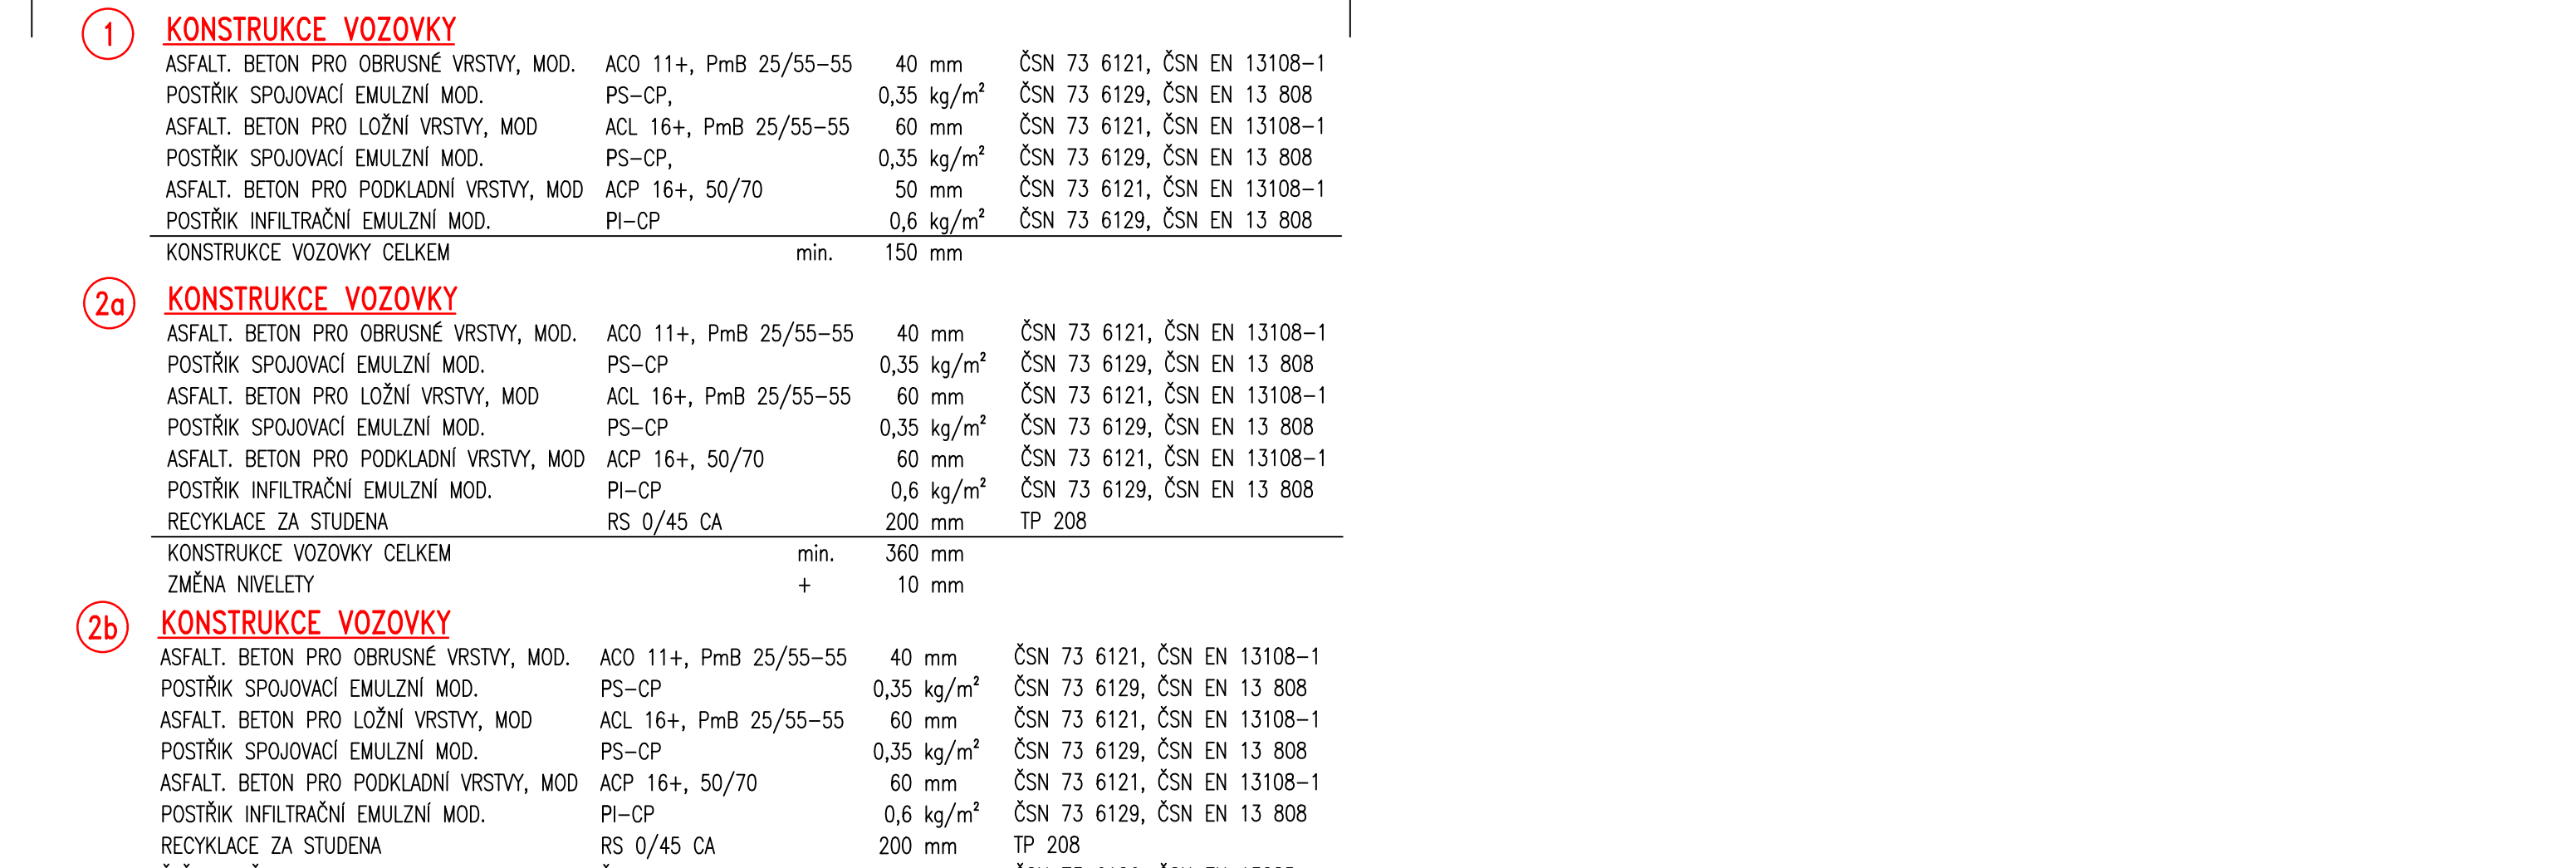 1 KONSTRUKCE VOZOVKY
ASFALT. BETON PRO OBRUSNÉ VRSTVY, MOD. ACO 11+, PmB 25/55-55 40 mm ČSN 73 6121, ČSN EN 13108-1
POSTŘIK SPOJOVACÍ EMULZNÍ MOD. PS-CP, 0,35 kg/m² ČSN 73 6129, ČSN EN 13 808
ASFALT. BETON PRO LOŽNÍ VRSTVY, MOD ACL 16+, PmB 25/55-55 60 mm ČSN 73 6121, ČSN EN 13108-1
POSTŘIK SPOJOVACÍ EMULZNÍ MOD. PS-CP, 0,35 kg/m² ČSN 73 6129, ČSN EN 13 808
ASFALT. BETON PRO PODKLADNÍ VRSTVY, MOD ACP 16+, 50/70 50 mm ČSN 73 6121, ČSN EN 13108-1
POSTŘIK INFILTRAČNÍ EMULZNÍ MOD. PI-CP 0,6 kg/m² ČSN 73 6129, ČSN EN 13 808
KONSTRUKCE VOZOVKY CELKEM min. 150 mm
2a KONSTRUKCE VOZOVKY
ASFALT. BETON PRO OBRUSNÉ VRSTVY, MOD. ACO 11+, PmB 25/55-55 40 mm ČSN 73 6121, ČSN EN 13108-1
POSTŘIK SPOJOVACÍ EMULZNÍ MOD. PS-CP 0,35 kg/m² ČSN 73 6129, ČSN EN 13 808
ASFALT. BETON PRO LOŽNÍ VRSTVY, MOD ACL 16+, PmB 25/55-55 60 mm ČSN 73 6121, ČSN EN 13108-1
POSTŘIK SPOJOVACÍ EMULZNÍ MOD. PS-CP 0,35 kg/m² ČSN 73 6129, ČSN EN 13 808
ASFALT. BETON PRO PODKLADNÍ VRSTVY, MOD ACP 16+, 50/70 60 mm ČSN 73 6121, ČSN EN 13108-1
POSTŘIK INFILTRAČNÍ EMULZNÍ MOD. PI-CP 0,6 kg/m² ČSN 73 6129, ČSN EN 13 808
RECYKLACE ZA STUDENA RS 0/45 CA 200 mm TP 208
KONSTRUKCE VOZOVKY CELKEM min. 360 mm
ZMĚNA NIVELETY + 10 mm
2b KONSTRUKCE VOZOVKY
ASFALT. BETON PRO OBRUSNÉ VRSTVY, MOD. ACO 11+, PmB 25/55-55 40 mm ČSN 73 6121, ČSN EN 13108-1
POSTŘIK SPOJOVACÍ EMULZNÍ MOD. PS-CP 0,35 kg/m² ČSN 73 6129, ČSN EN 13 808
ASFALT. BETON PRO LOŽNÍ VRSTVY, MOD ACL 16+, PmB 25/55-55 60 mm ČSN 73 6121, ČSN EN 13108-1
POSTŘIK SPOJOVACÍ EMULZNÍ MOD. PS-CP 0,35 kg/m² ČSN 73 6129, ČSN EN 13 808
ASFALT. BETON PRO PODKLADNÍ VRSTVY, MOD ACP 16+, 50/70 60 mm ČSN 73 6121, ČSN EN 13108-1
POSTŘIK INFILTRAČNÍ EMULZNÍ MOD. PI-CP 0,6 kg/m² ČSN 73 6129, ČSN EN 13 808
RECYKLACE ZA STUDENA RS 0/45 CA 200 mm TP 208